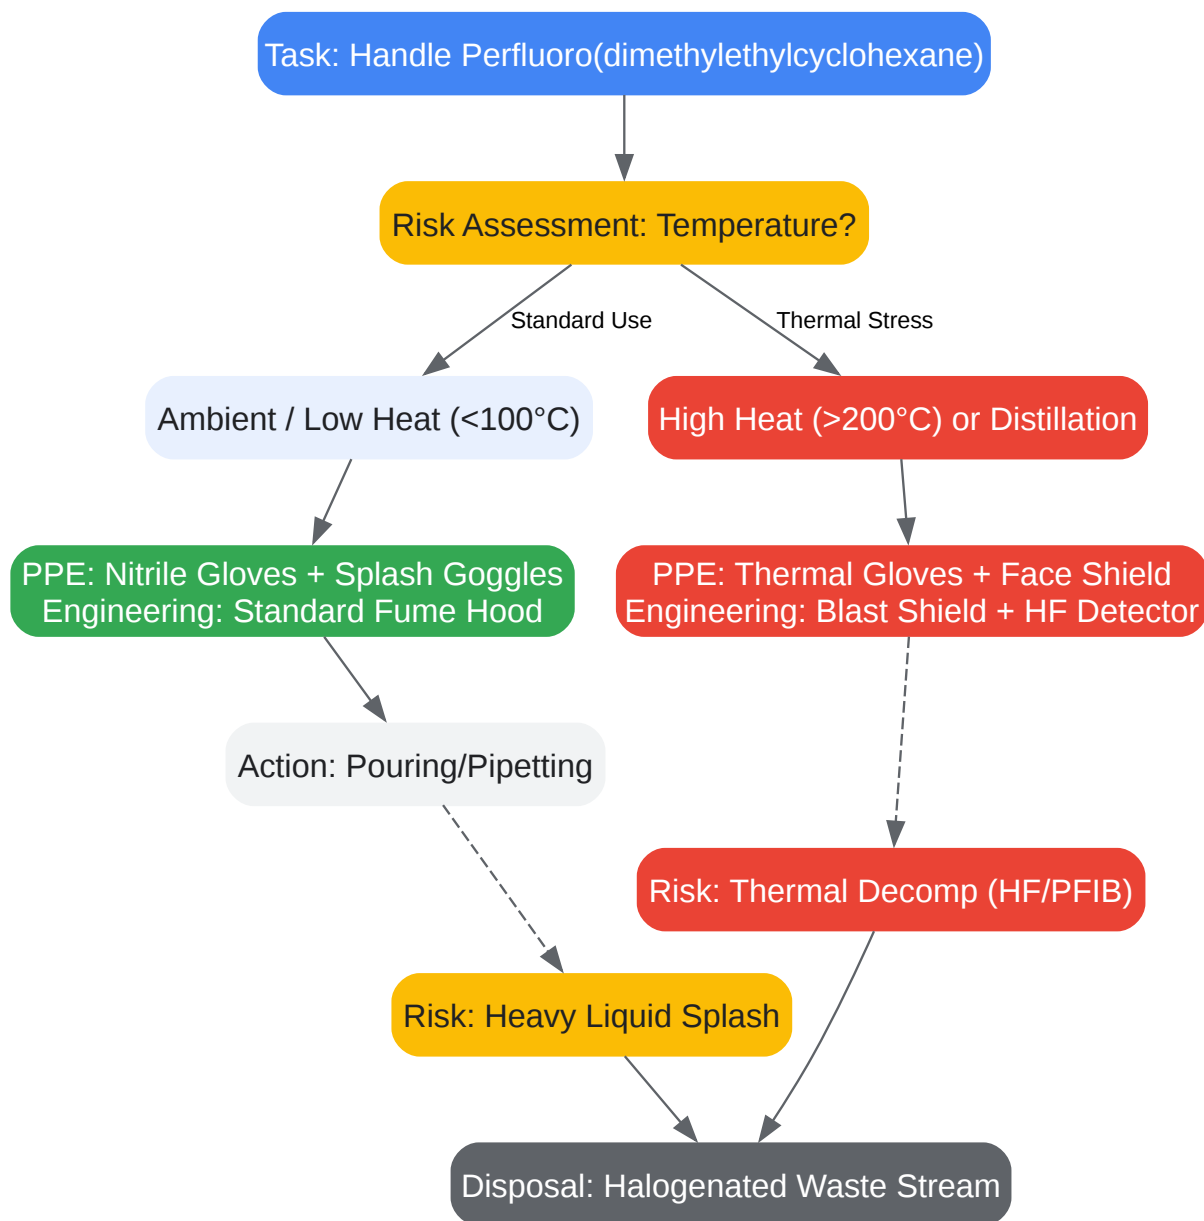 Task: Handle Perfluoro(dimethylethylcyclohexane)
Risk Assessment: Temperature?
Standard Use
Thermal Stress
Ambient / Low Heat (<100°C)
High Heat (>200°C) or Distillation
PPE: Nitrile Gloves + Splash Goggles
Engineering: Standard Fume Hood
PPE: Thermal Gloves + Face Shield
Engineering: Blast Shield + HF Detector
Action: Pouring/Pipetting
Risk: Thermal Decomp (HF/PFIB)
Risk: Heavy Liquid Splash
Disposal: Halogenated Waste Stream